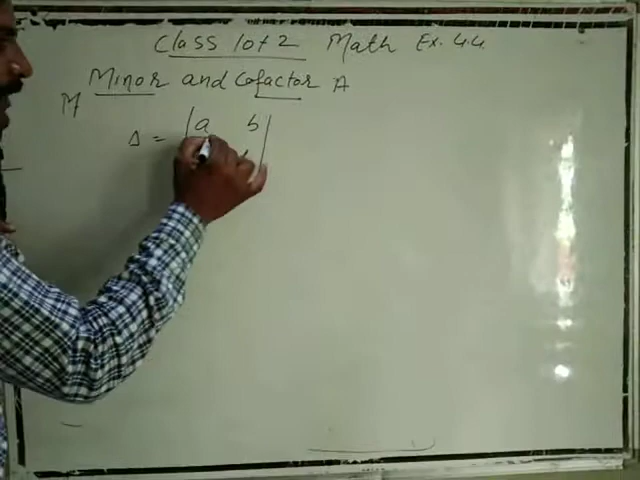 Class 10+2 Math Ex. 4.4
Minor and Cofactor A
M
Δ = | a b |